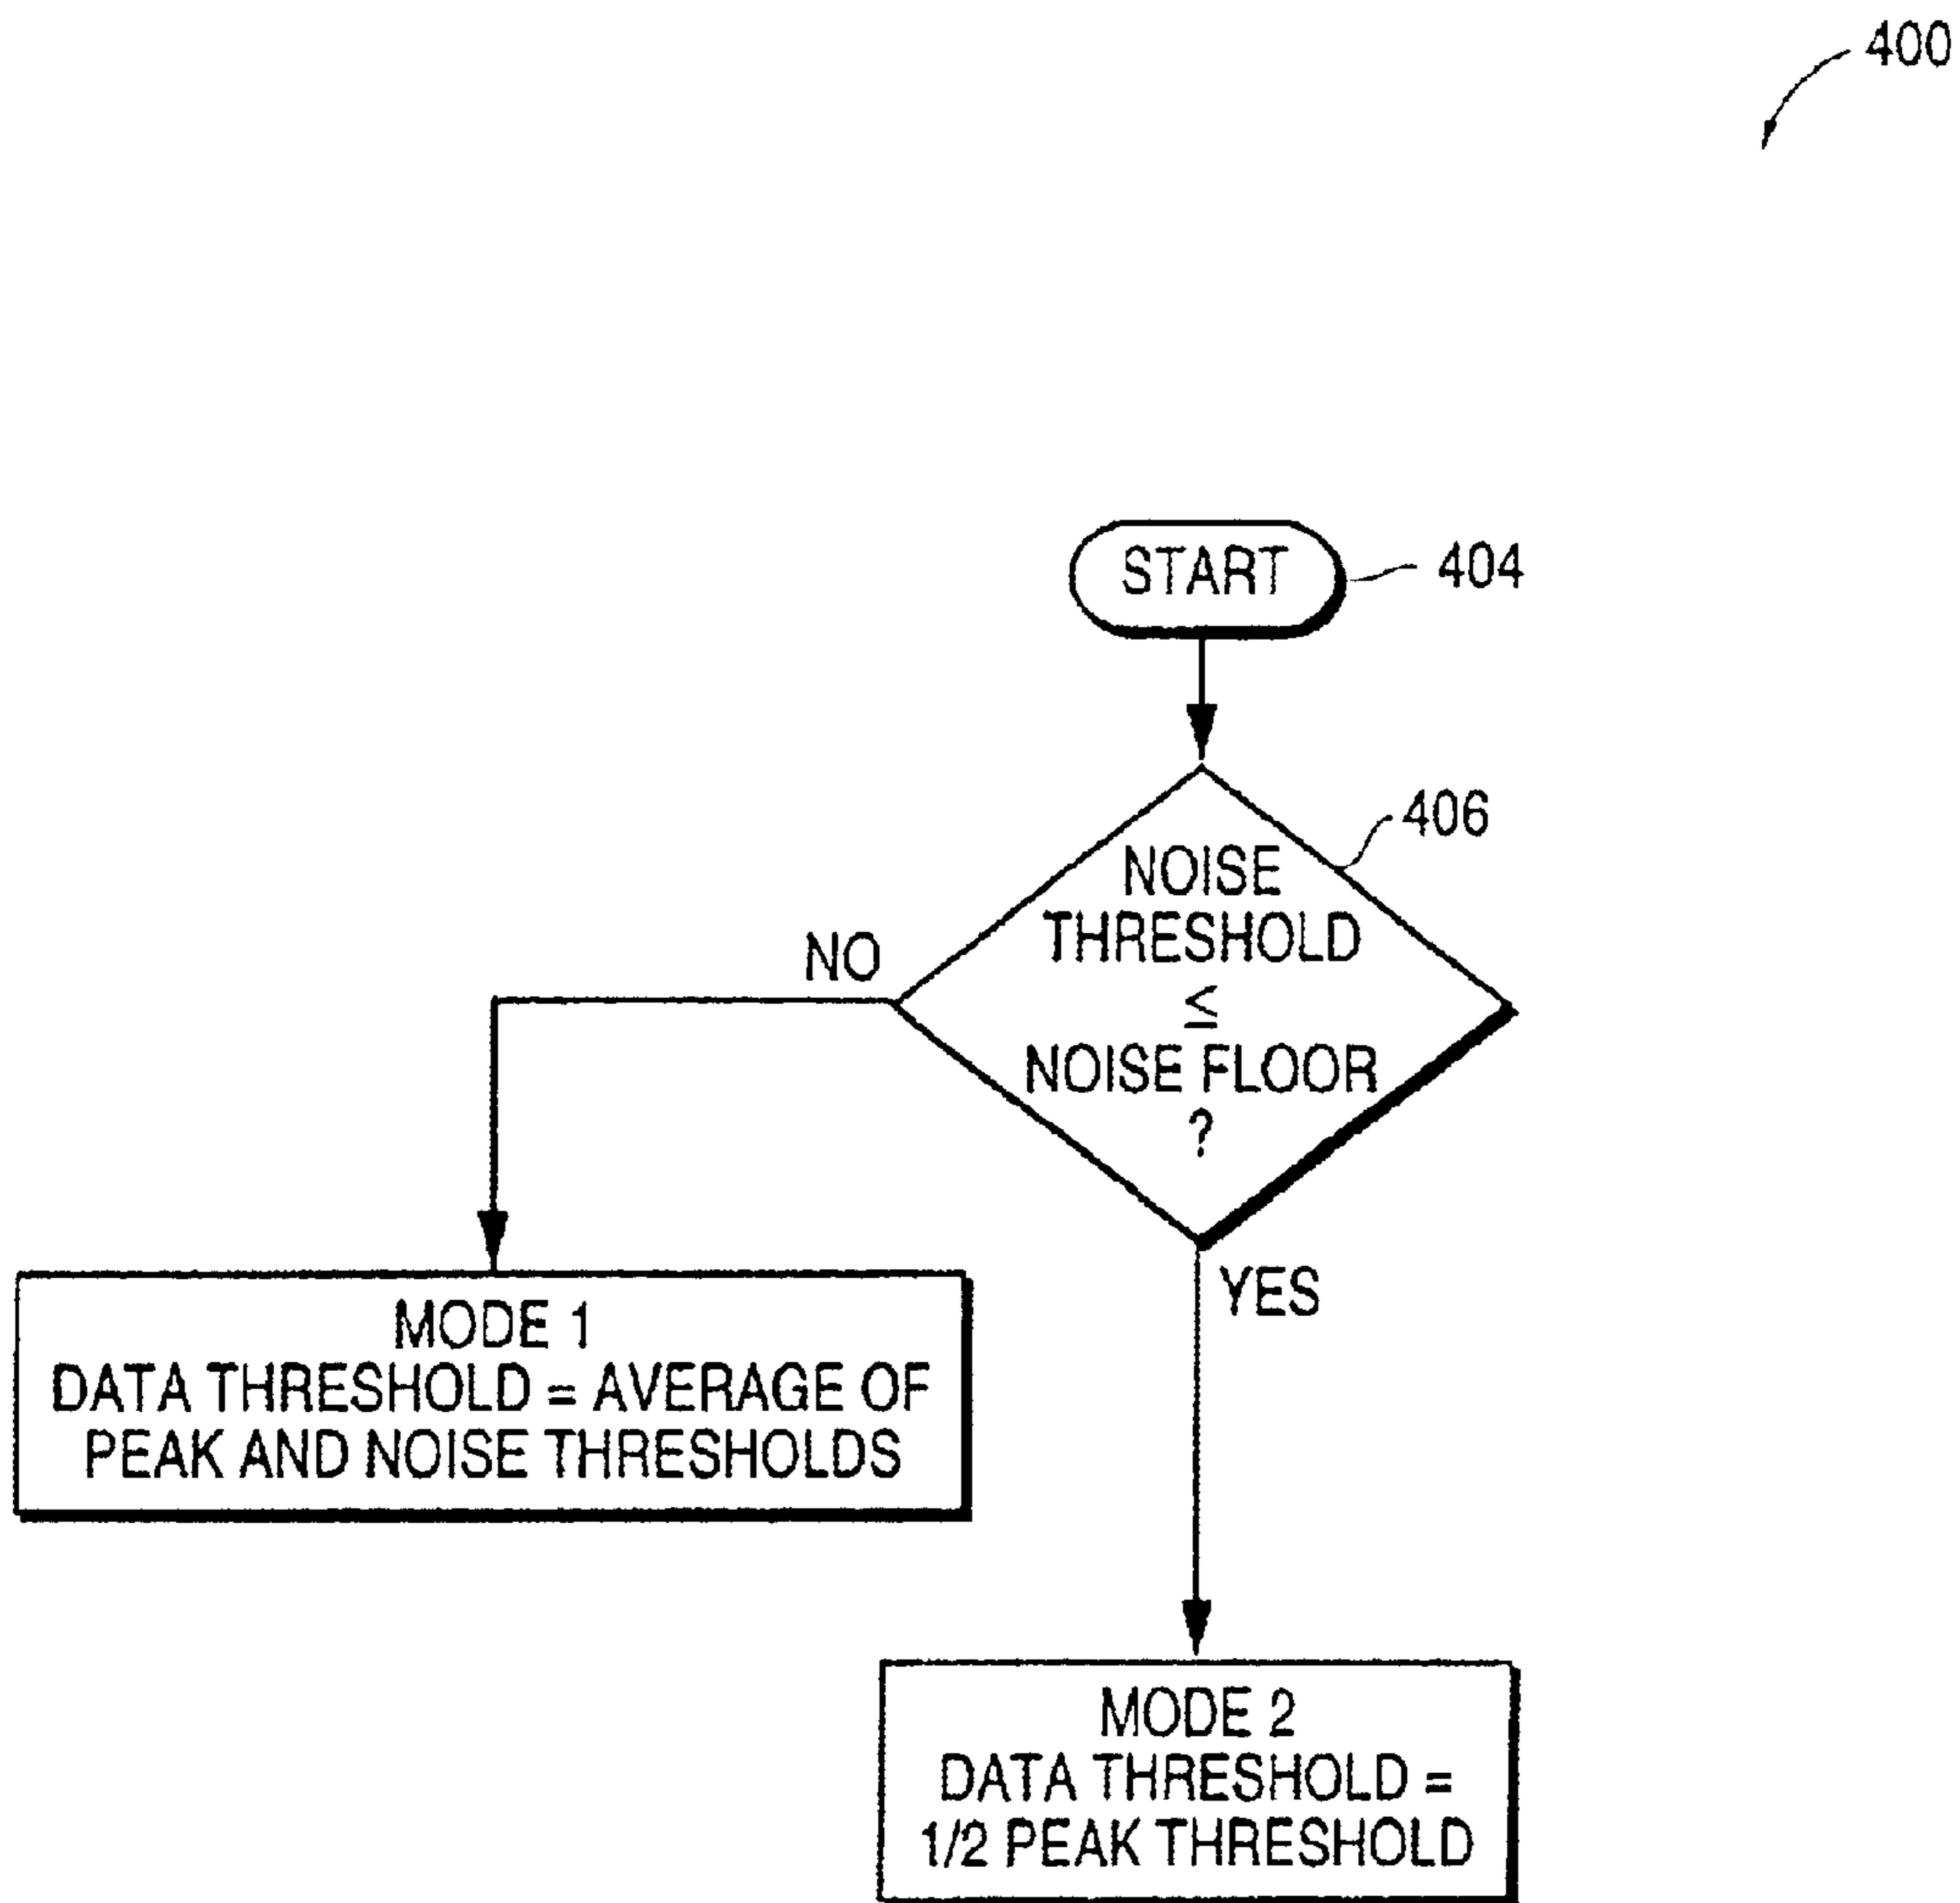 400
START
404
406
NOISE
THRESHOLD
≤
NOISE FLOOR
?
NO
YES
MODE 1
DATA THRESHOLD = AVERAGE OF
PEAK AND NOISE THRESHOLDS
MODE 2
DATA THRESHOLD =
1/2 PEAK THRESHOLD